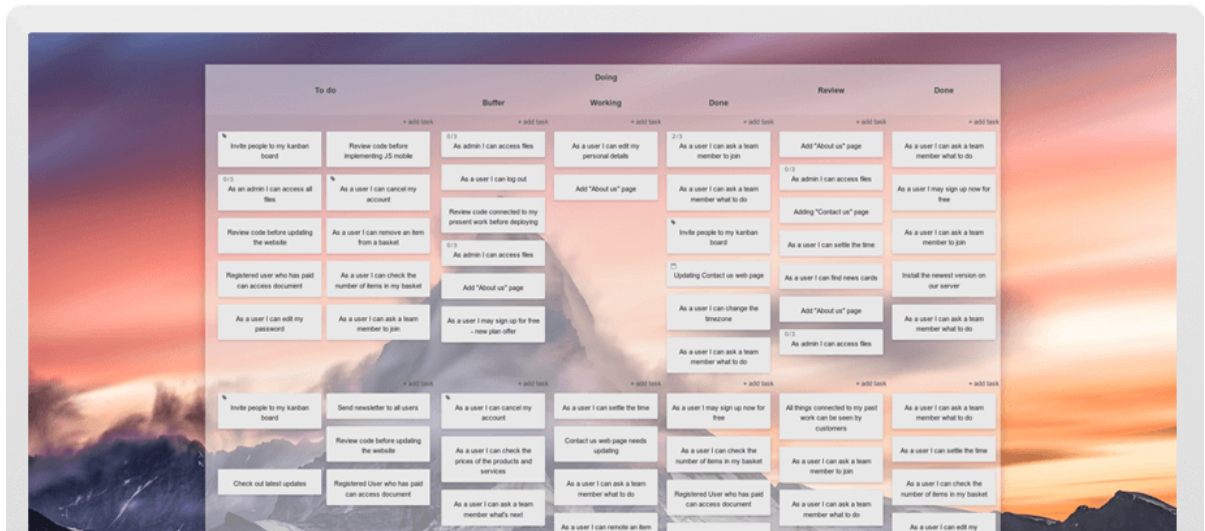 Doing
To do
Review
Done
Buffer
Working
Done
+ add task
+ add task
+ add task
+ add task
+ add task
+ add task
Invite people to my kanban
board
Review code before
implementing JS mobile
0/3
As admin I can access files
As a user I can edit my
personal details
2/3
As a user I can ask a team
member to join
Add "About us" page
As a user I can ask a team
member what to do
0/3
As an admin I can access all
files
As a user I can cancel my
account
As a user I can log out
Add "About us" page
As a user I can ask a team
member what to do
0/3
As admin I can access files
As a user I may sign up now for
free
Review code before updating
the website
As a user I can remove an item
from a basket
Review code connected to my
present work before deploying
Invite people to my kanban
board
Adding "Contact us" page
As a user I can ask a team
member to join
Registered user who has paid
can access document
As a user I can check the
number of items in my basket
0/3
As admin I can access files
Updating Contact us web page
As a user I can settle the time
Install the newest version on
our server
As a user I can edit my
password
As a user I can ask a team
member to join
Add "About us" page
As a user I can change the
timezone
As a user I can find news cards
As a user I can ask a team
member what to do
As a user I may sign up for free
- new plan offer
As a user I can ask a team
member what to do
Add "About us" page
0/3
As admin I can access files
+ add task
+ add task
+ add task
+ add task
+ add task
+ add task
Invite people to my kanban
board
Send newsletter to all users
As a user I can cancel my
account
As a user I can settle the time
As a user I may sign up now for
free
All things connected to my past
work can be seen by
customers
As a user I can ask a team
member what to do
Review code before updating
the website
As a user I can check the
prices of the products and
services
Contact us web page needs
updating
As a user I can check the
number of items in my basket
As a user I can ask a team
member to join
As a user I can settle the time
Check out latest updates
Registered User who has paid
can access document
As a user I can ask a team
member what's next
As a user I can ask a team
member what to do
Registered User who has paid
can access document
As a user I can ask a team
member what to do
As a user I can check the
number of items in my basket
As a user I can remote an item
As a user I can edit my